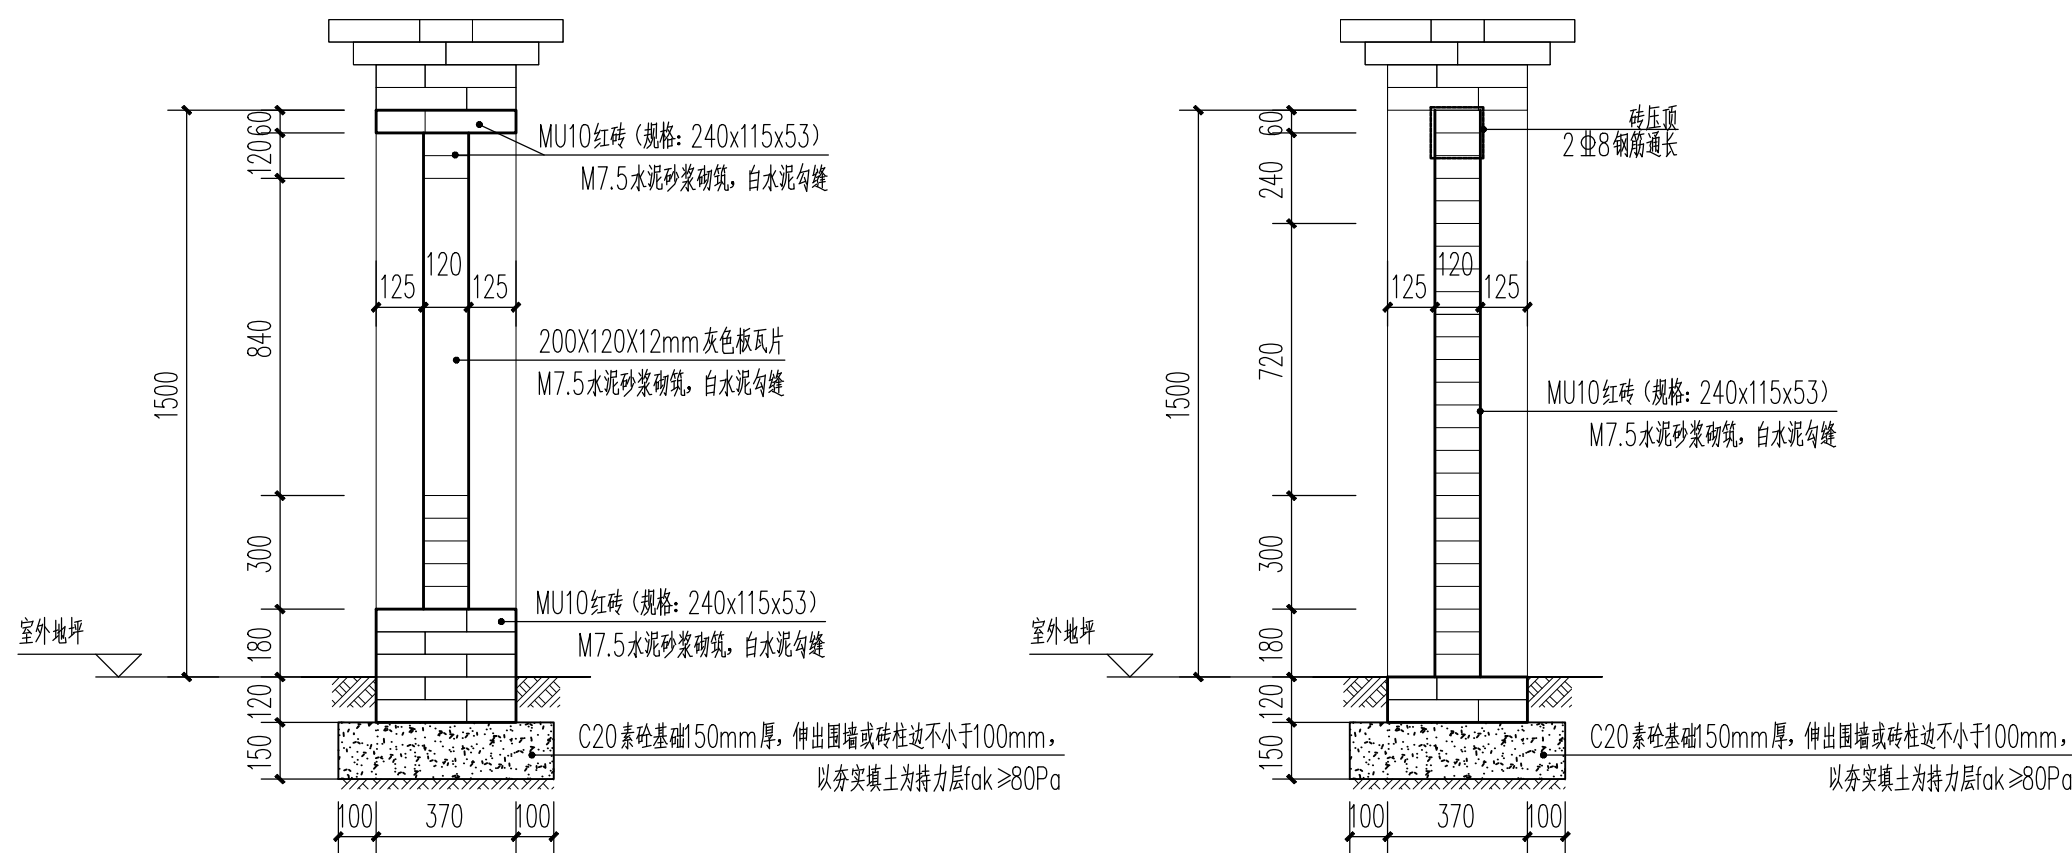 60
120
MU10红砖（规格：240x115x53）
M7.5水泥砂浆砌筑，白水泥勾缝
120
125
125
840
1500
200X120X12mm灰色板瓦片
M7.5水泥砂浆砌筑，白水泥勾缝
300
MU10红砖（规格：240x115x53）
M7.5水泥砂浆砌筑，白水泥勾缝
室外地坪
180
120
150
C20素砼基础150mm厚，伸出围墙或砖柱边不小于100mm，
以夯实填土为持力层fak≥80Pa
100
370
100
60
砖压顶
2Φ8钢筋通长
240
120
125
125
720
1500
MU10红砖（规格：240x115x53）
M7.5水泥砂浆砌筑，白水泥勾缝
300
室外地坪
180
120
150
C20素砼基础150mm厚，伸出围墙或砖柱边不小于100mm，
以夯实填土为持力层fak≥80Pa
100
370
100